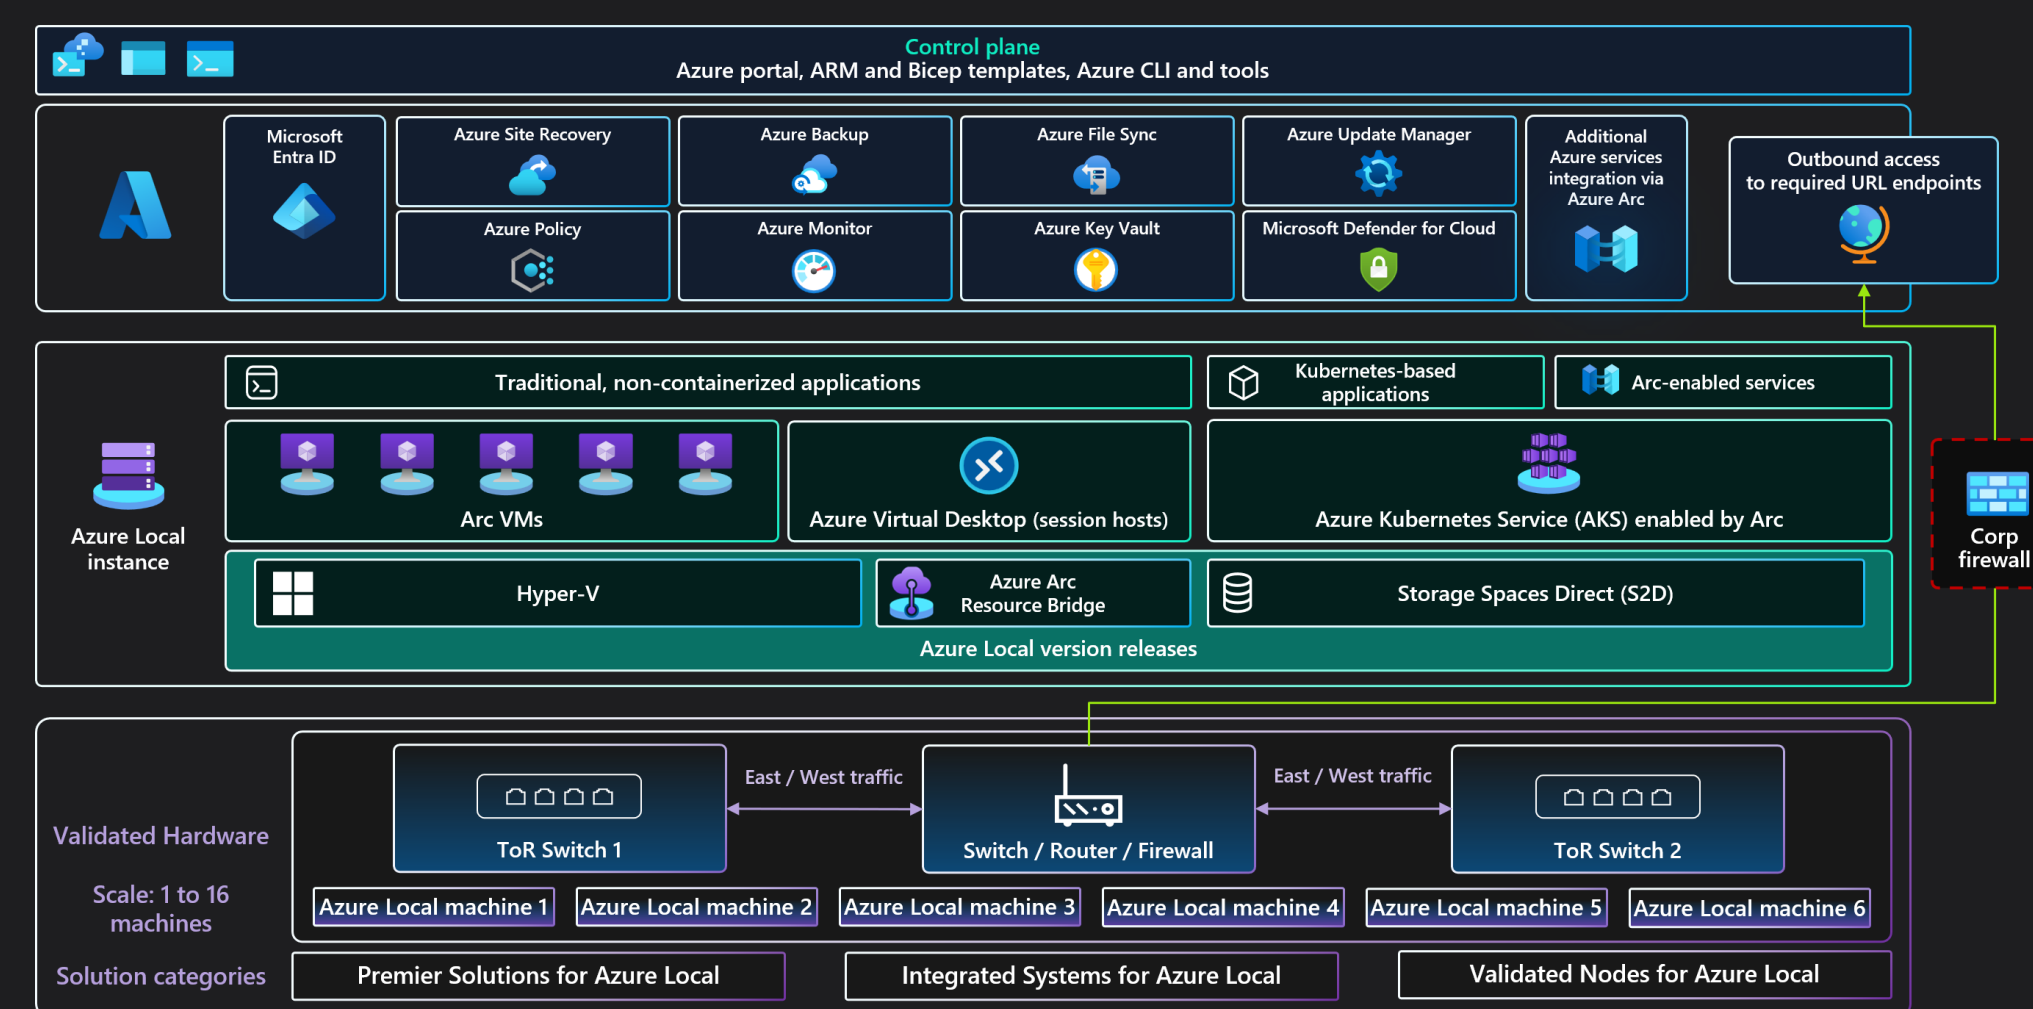 Control plane
Azure portal, ARM and Bicep templates, Azure CLI and tools
Microsoft
Entra ID
Azure Site Recovery
Azure Backup
Azure File Sync
Azure Update Manager
Azure Policy
Azure Monitor
Azure Key Vault
Microsoft Defender for Cloud
Additional
Azure services
integration via
Azure Arc
Outbound access
to required URL endpoints
Azure Local
instance
Traditional, non-containerized applications
Kubernetes-based
applications
Arc-enabled services
Arc VMs
Azure Virtual Desktop (session hosts)
Azure Kubernetes Service (AKS) enabled by Arc
Hyper-V
Azure Arc
Resource Bridge
Storage Spaces Direct (S2D)
Azure Local version releases
Corp
firewall
Validated Hardware
Scale: 1 to 16
machines
ToR Switch 1
East / West traffic
Switch / Router / Firewall
East / West traffic
ToR Switch 2
Azure Local machine 1
Azure Local machine 2
Azure Local machine 3
Azure Local machine 4
Azure Local machine 5
Azure Local machine 6
Solution categories
Premier Solutions for Azure Local
Integrated Systems for Azure Local
Validated Nodes for Azure Local